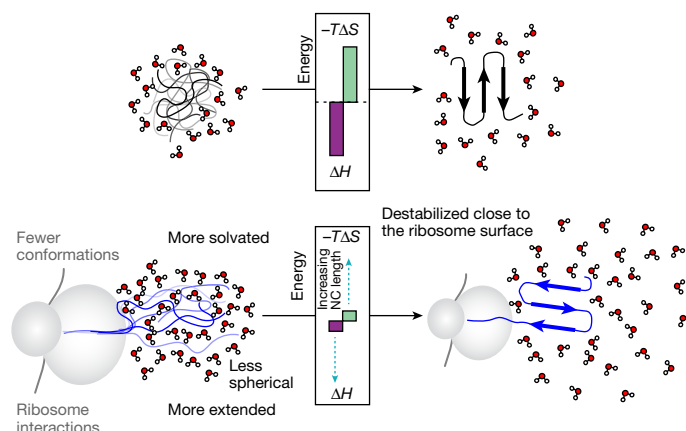 Energy
−TΔS
ΔH
Fewer
conformations
More solvated
Energy
−TΔS
Increasing
NC length
ΔH
Destabilized close to
the ribosome surface
Less
spherical
More extended
Ribosome
interactions